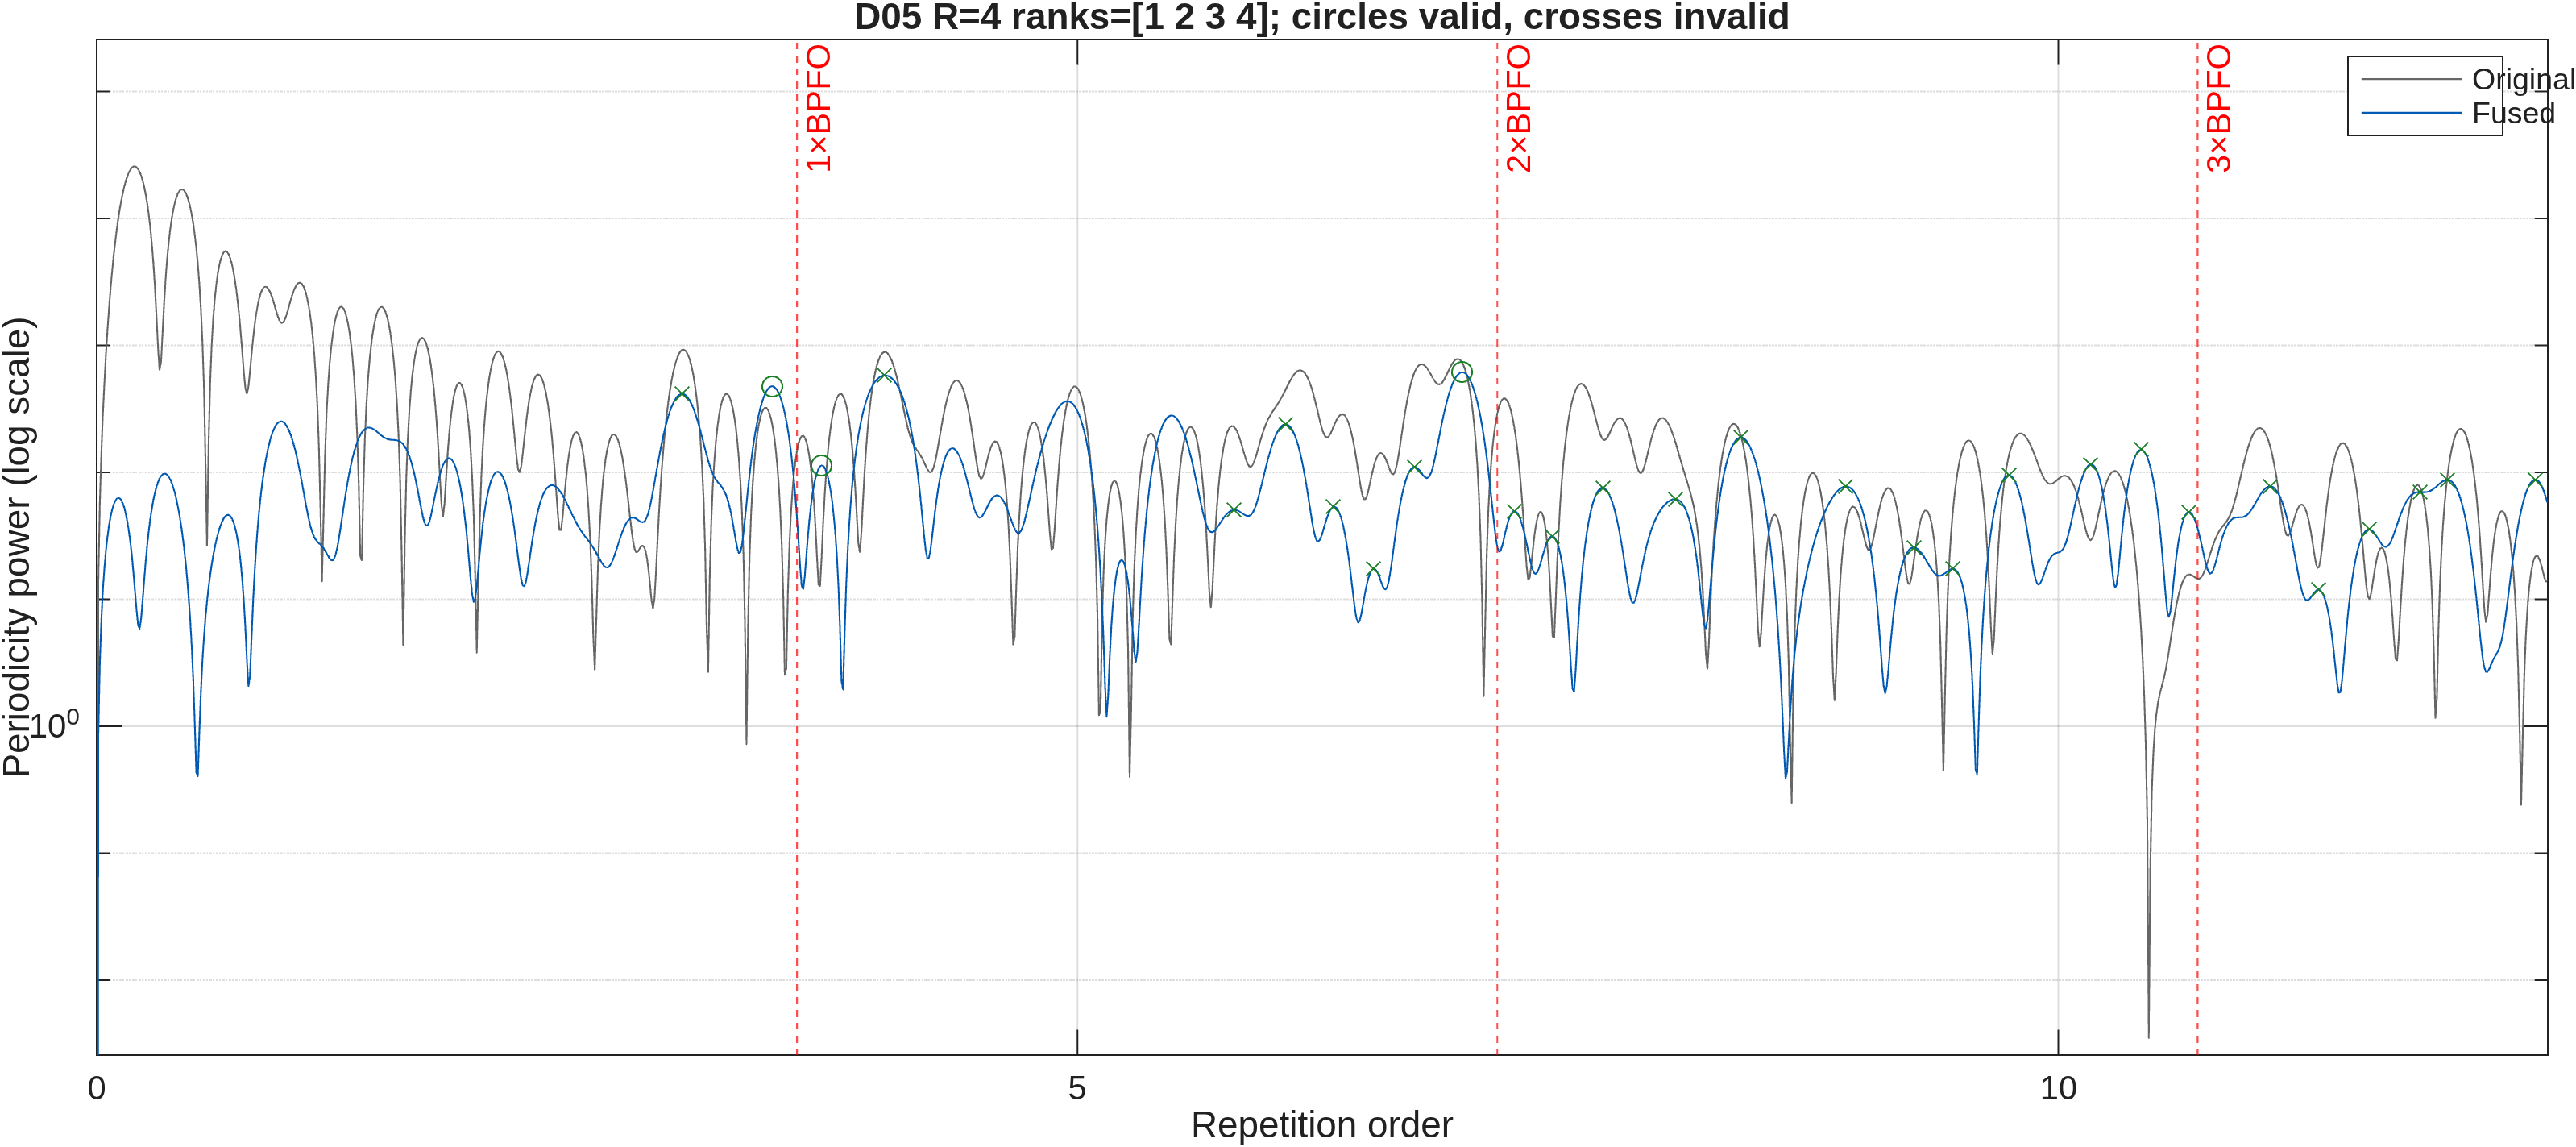 D05 R=4 ranks=[1 2 3 4]; circles valid, crosses invalid
1×BPFO
2×BPFO
3×BPFO
Original
Fused
Periodicity power (log scale)
10⁰
0
5
10
Repetition order